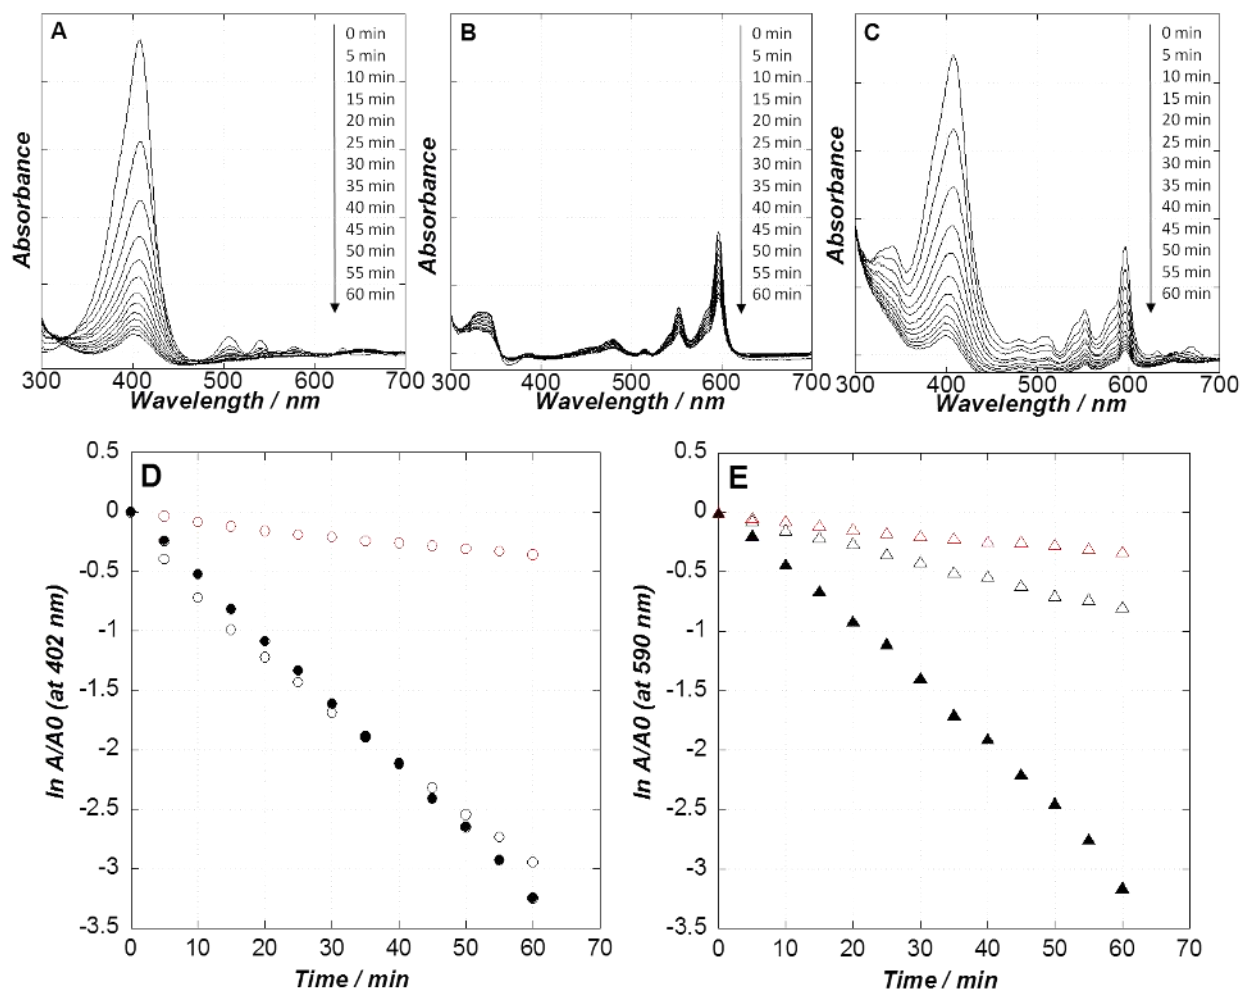 A
0 min
5 min
10 min
15 min
20 min
25 min
30 min
35 min
40 min
45 min
50 min
55 min
60 min
Absorbance
300 400 500 600 700
Wavelength / nm
B
0 min
5 min
10 min
15 min
20 min
25 min
30 min
35 min
40 min
45 min
50 min
55 min
60 min
Absorbance
300 400 500 600 700
Wavelength / nm
C
0 min
5 min
10 min
15 min
20 min
25 min
30 min
35 min
40 min
45 min
50 min
55 min
60 min
Absorbance
300 400 500 600 700
Wavelength / nm
D
0.5
0
-0.5
-1
-1.5
-2
-2.5
-3
-3.5
ln A/A0 (at 402 nm)
0 10 20 30 40 50 60 70
Time / min
E
0.5
0
-0.5
-1
-1.5
-2
-2.5
-3
-3.5
ln A/A0 (at 590 nm)
0 10 20 30 40 50 60 70
Time / min